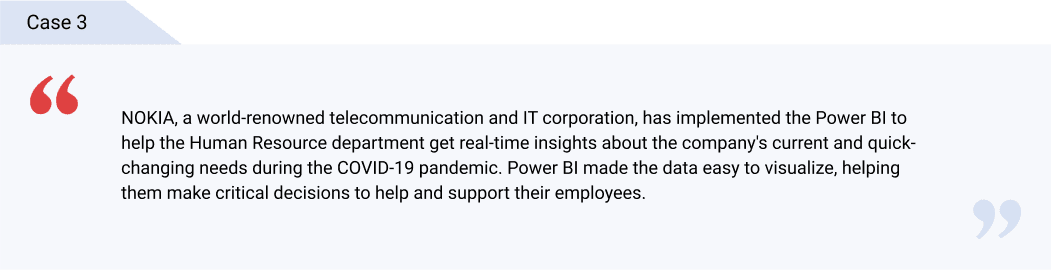 Case 3
“
NOKIA, a world-renowned telecommunication and IT corporation, has implemented the Power BI to
help the Human Resource department get real-time insights about the company's current and quick-
changing needs during the COVID-19 pandemic. Power BI made the data easy to visualize, helping
them make critical decisions to help and support their employees.
”